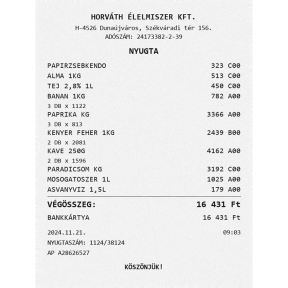 HORVÁTH ÉLELMISZER KFT.
H-4526 Dunaújváros, Székváradi tér 156.
ADÓSZÁM: 24173382-2-39
NYUGTA
PAPIRZSEBKENDO 323 C00
ALMA 1KG 513 C00
TEJ 2,8% 1L 450 C00
BANAN 1KG 782 A00
3 DB x 1122
PAPRIKA KG 3366 A00
3 DB x 813
KENYER FEHER 1KG 2439 B00
2 DB x 2081
KAVE 250G 4162 A00
2 DB x 1596
PARADICSOM KG 3192 C00
MOSOGATOSZER 1L 1025 A00
ASVANYVIZ 1,5L 179 A00
VÉGÖSSZEG: 16 431 Ft
BANKKÁRTYA 16 431 Ft
2024.11.21. 09:03
NYUGTASZÁM: 1124/38124
AP A28626527
KÖSZÖNJÜK!